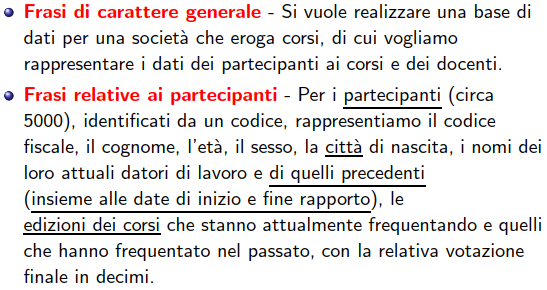 Frasi di carattere generale - Si vuole realizzare una base di
dati per una società che eroga corsi, di cui vogliamo
rappresentare i dati dei partecipanti ai corsi e dei docenti.
Frasi relative ai partecipanti - Per i partecipanti (circa
5000), identificati da un codice, rappresentiamo il codice
fiscale, il cognome, l'età, il sesso, la città di nascita, i nomi dei
loro attuali datori di lavoro e di quelli precedenti
(insieme alle date di inizio e fine rapporto), le
edizioni dei corsi che stanno attualmente frequentando e quelli
che hanno frequentato nel passato, con la relativa votazione
finale in decimi.